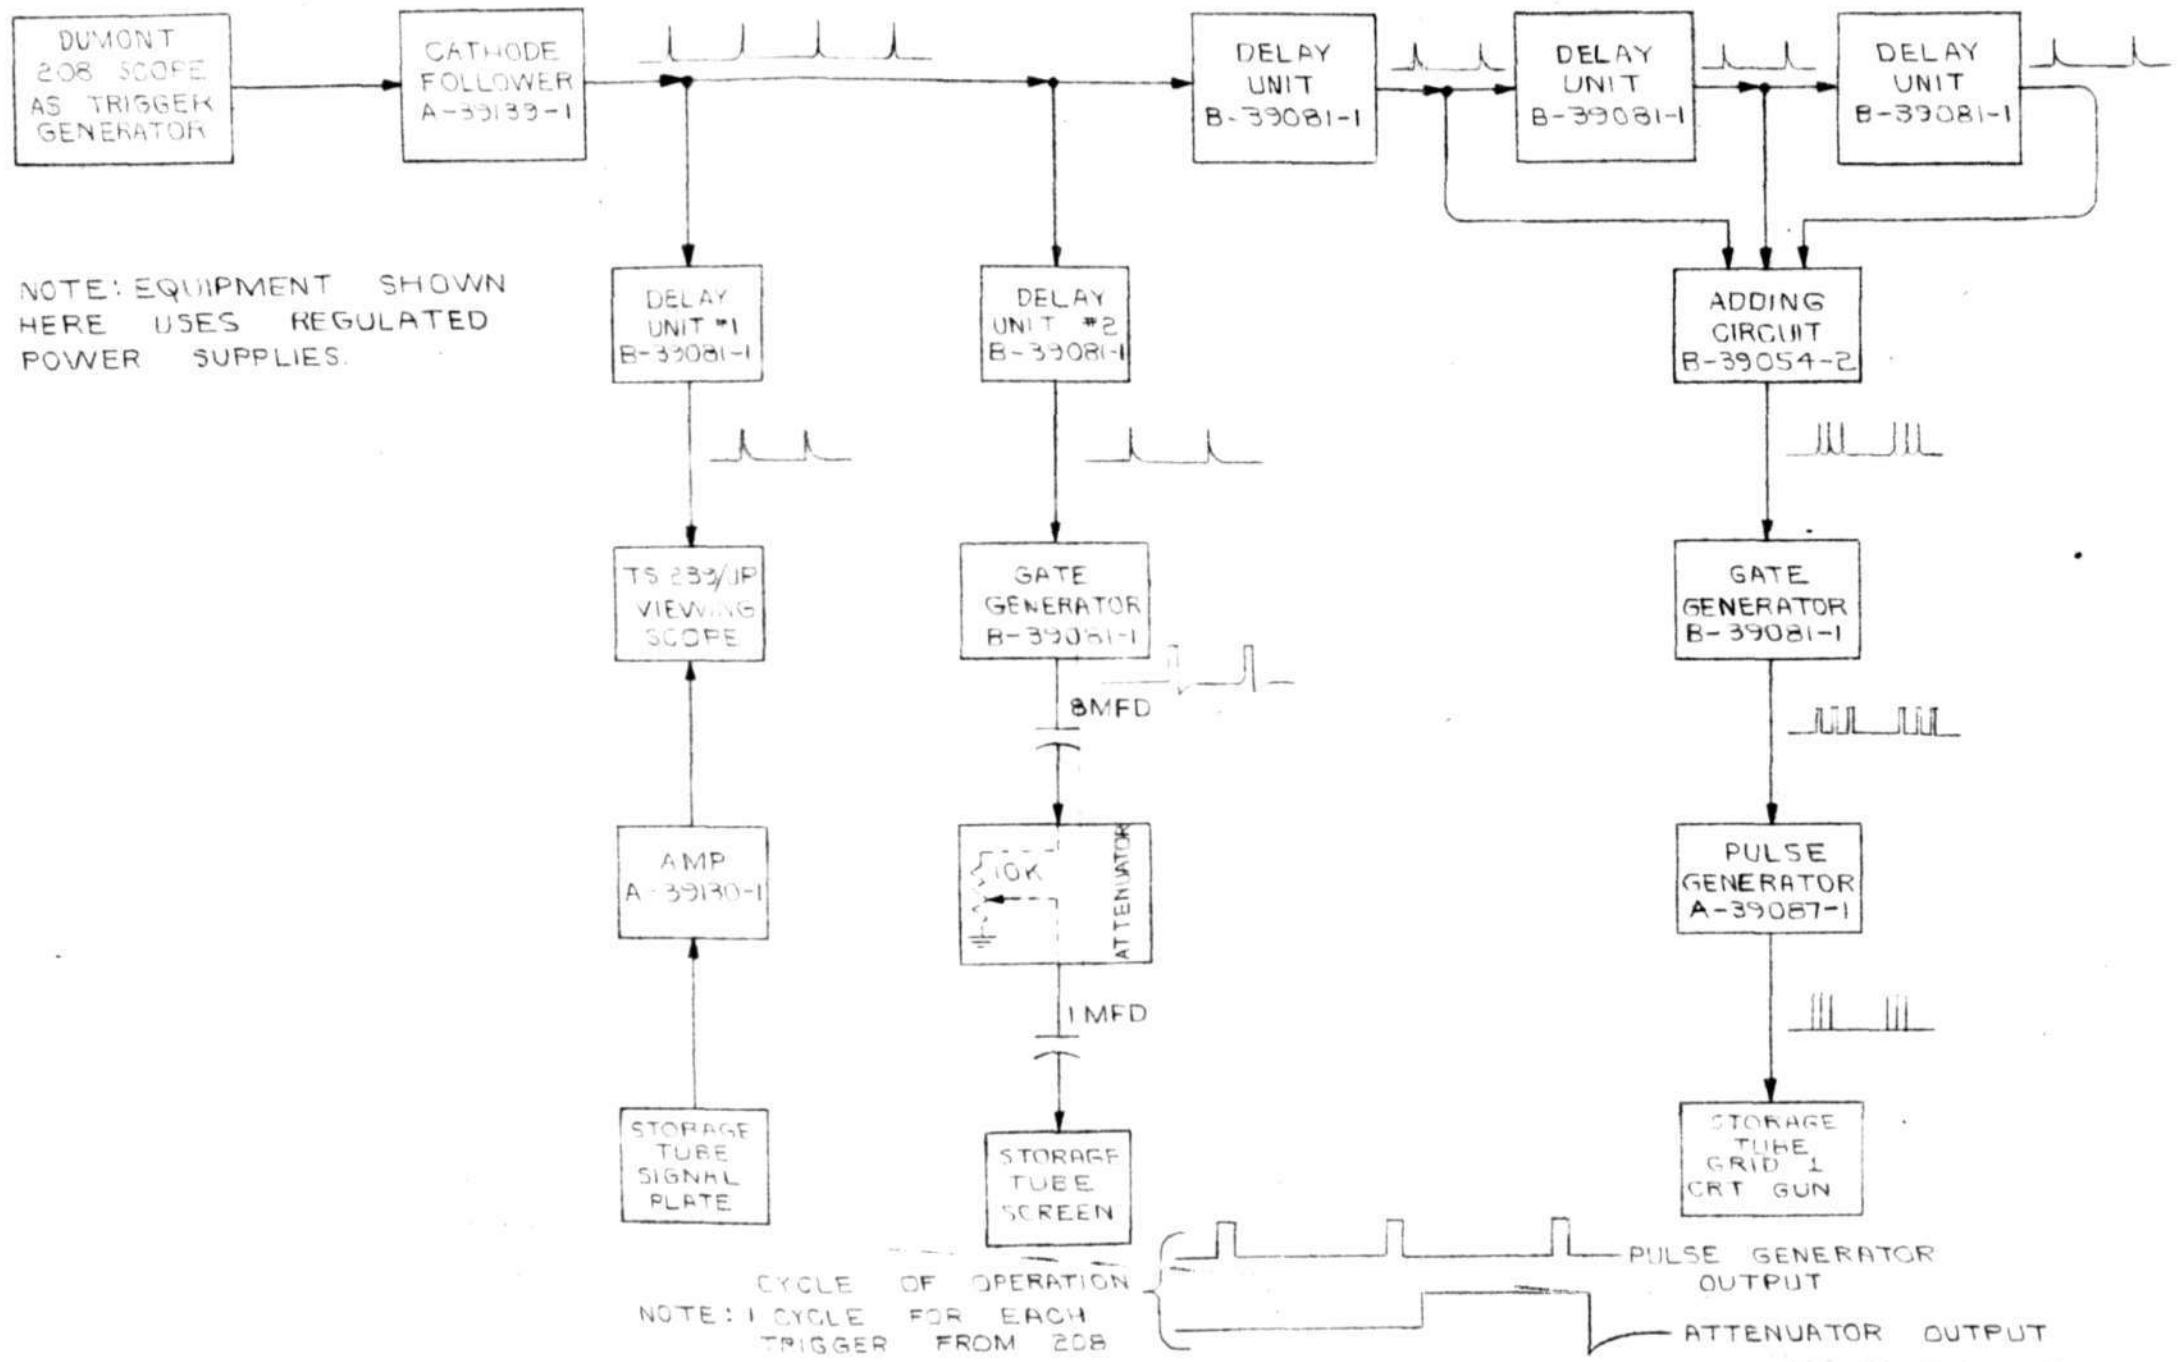 DUMONT
208 SCOPE
AS TRIGGER
GENERATOR
CATHODE
FOLLOWER
A-39139-1
DELAY
UNIT
B-39081-1
DELAY
UNIT
B-39081-1
DELAY
UNIT
B-39081-1
NOTE: EQUIPMENT SHOWN
HERE USES REGULATED
POWER SUPPLIES.
DELAY
UNIT #1
B-39081-1
DELAY
UNIT #2
B-39081-1
ADDING
CIRCUIT
B-39054-2
TS 239/UP
VIEWING
SCOPE
GATE
GENERATOR
B-39081-1
GATE
GENERATOR
B-39081-1
8MFD
AMP
A-39130-1
10K
ATTENUATOR
PULSE
GENERATOR
A-39087-1
1MFD
STORAGE
TUBE
SIGNAL
PLATE
STORAGE
TUBE
SCREEN
STORAGE
TUBE
GRID 1
CRT GUN
CYCLE OF OPERATION
NOTE: 1 CYCLE FOR EACH
TRIGGER FROM 208
PULSE GENERATOR
OUTPUT
ATTENUATOR OUTPUT